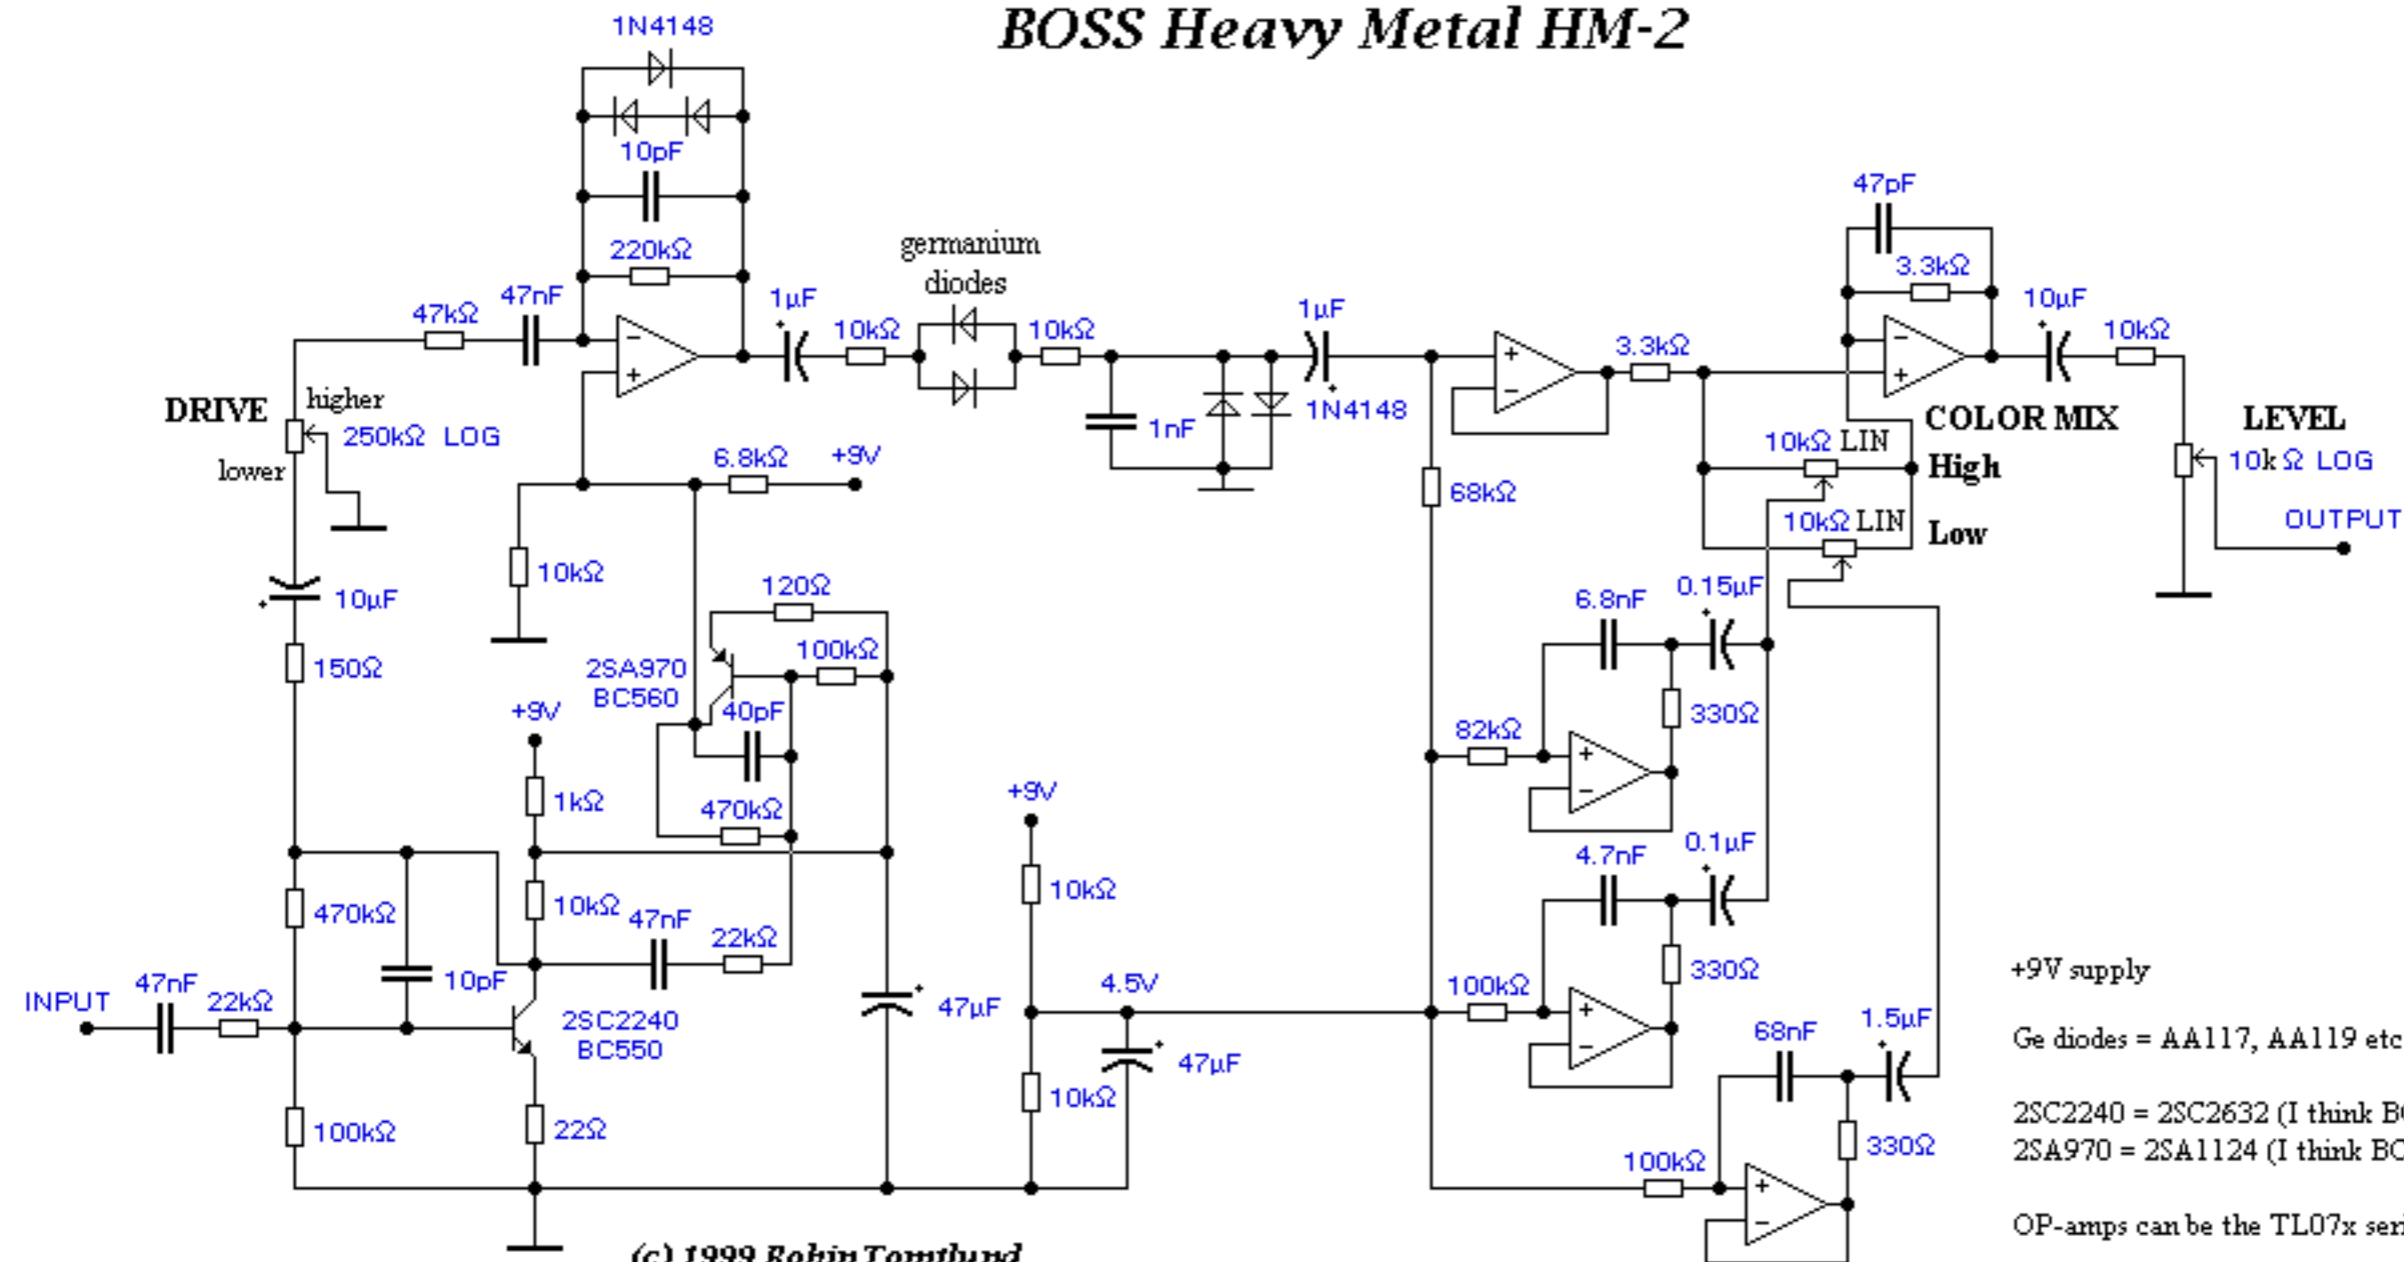 BOSS Heavy Metal HM-2
1N4148
10pF
220kΩ
47kΩ
47nF
1µF
10kΩ
germanium
diodes
10kΩ
1µF
1N4148
1nF
3.3kΩ
47pF
3.3kΩ
10µF
10kΩ
DRIVE
higher
250kΩ LOG
lower
6.8kΩ
+9V
10kΩ
68kΩ
COLOR MIX
10kΩ LIN
High
10kΩ LIN
Low
LEVEL
10kΩ LOG
OUTPUT
10µF
150Ω
120Ω
100kΩ
2SA970
BC560
40pF
470kΩ
+9V
1kΩ
10kΩ
47nF
22kΩ
470kΩ
10pF
INPUT
47nF
22kΩ
2SC2240
BC550
100kΩ
22Ω
47µF
+9V
10kΩ
4.5V
10kΩ
47µF
6.8nF
0.15µF
82kΩ
330Ω
4.7nF
0.1µF
100kΩ
330Ω
68nF
1.5µF
100kΩ
330Ω
+9V supply
Ge diodes = AA117, AA119 etc
2SC2240 = 2SC2632 (I think
2SA970 = 2SA1124 (I think
OP-amps can be the TL07x
(c) 1999 Robin Tomtlund